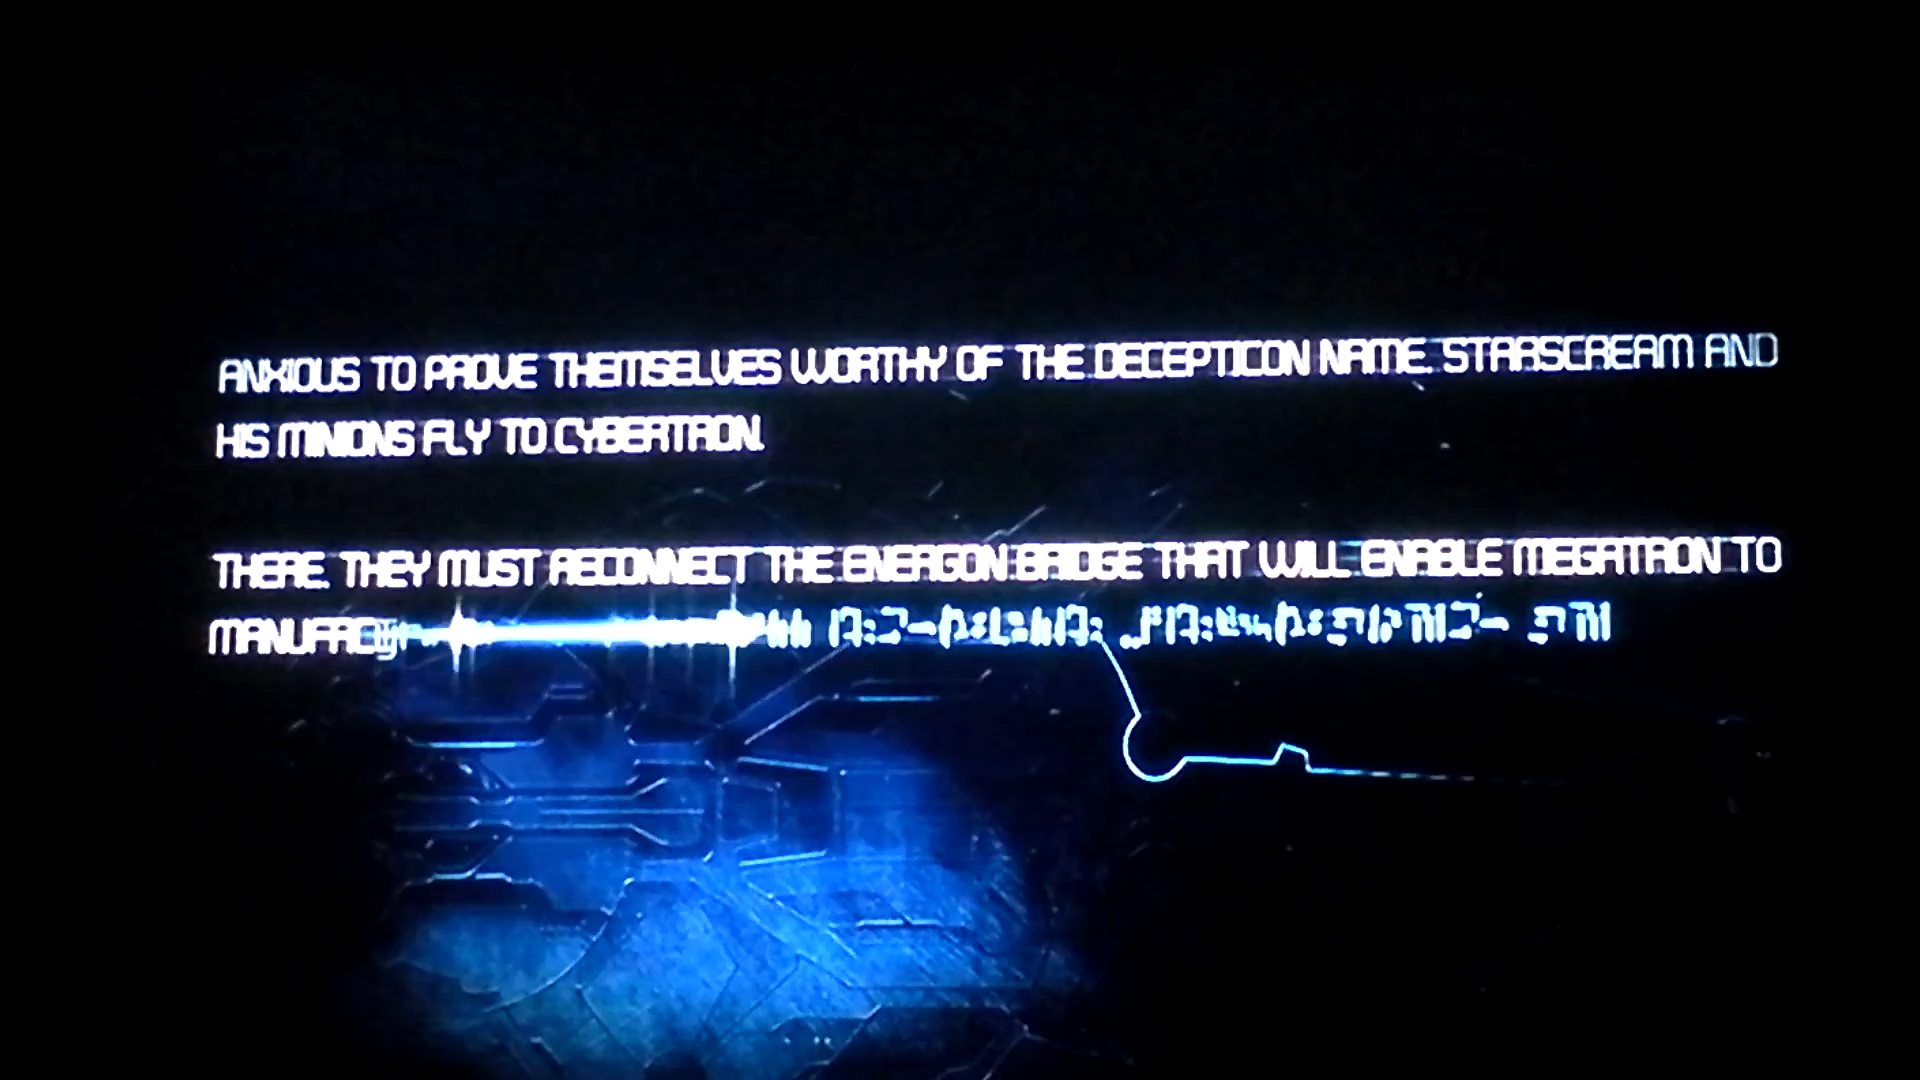 ANXIOUS TO PROVE THEMSELVES WORTHY OF THE DECEPTICON NAME, STARSCREAM AND
HIS MINIONS FLY TO CYBERTRON.
THERE, THEY MUST RECONNECT THE ENERGON BRIDGE THAT WILL ENABLE MEGATRON TO